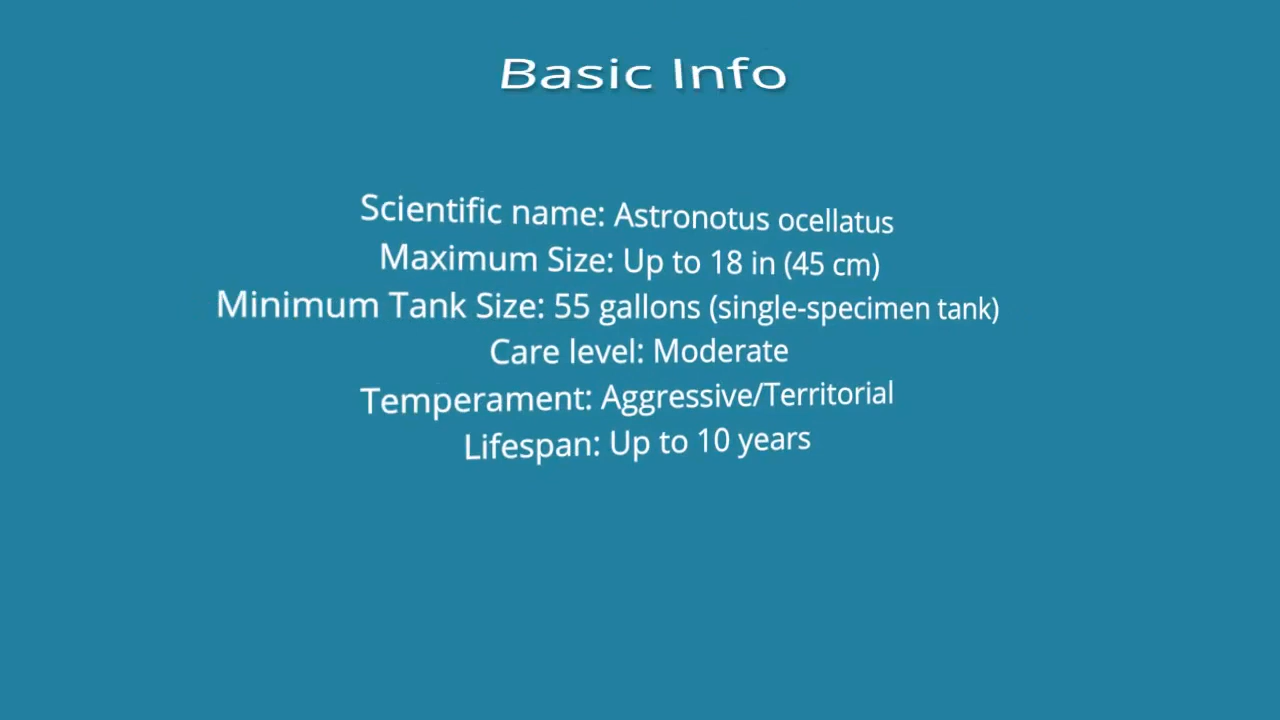 Basic Info
Scientific name: Astronotus ocellatus
Maximum Size: Up to 18 in (45 cm)
Minimum Tank Size: 55 gallons (single-specimen tank)
Care level: Moderate
Temperament: Aggressive/Territorial
Lifespan: Up to 10 years